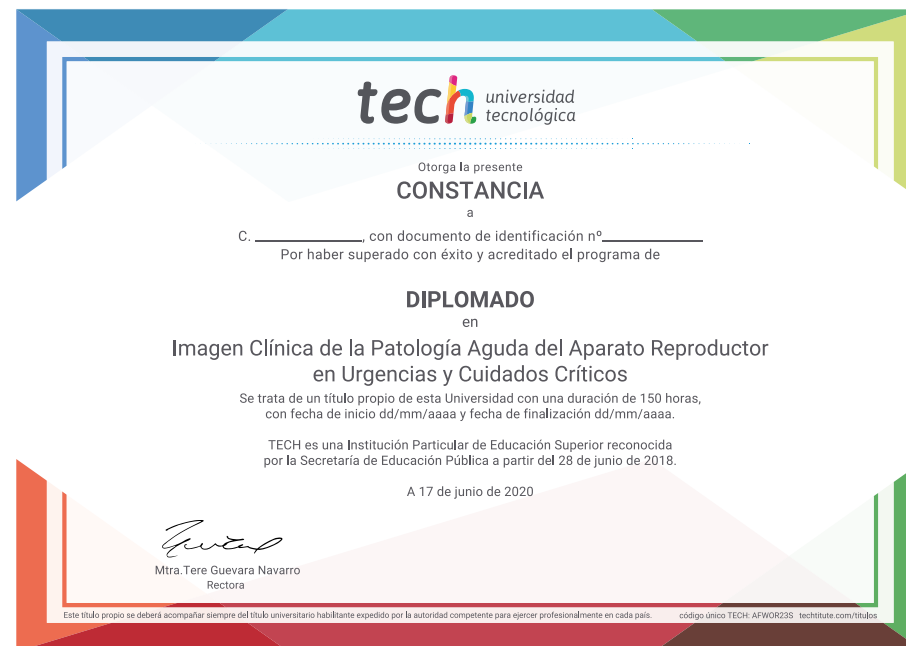 tech universidad
tecnológica
Otorga la presente
CONSTANCIA
a
C. ____________, con documento de identificación nº____________
Por haber superado con éxito y acreditado el programa de
DIPLOMADO
en
Imagen Clínica de la Patología Aguda del Aparato Reproductor
en Urgencias y Cuidados Críticos
Se trata de un título propio de esta Universidad con una duración de 150 horas,
con fecha de inicio dd/mm/aaaa y fecha de finalización dd/mm/aaaa.
TECH es una Institución Particular de Educación Superior reconocida
por la Secretaría de Educación Pública a partir del 28 de junio de 2018.
A 17 de junio de 2020
Mtra.Tere Guevara Navarro
Rectora
Este título propio se deberá acompañar siempre del título universitario habilitante expedido por la autoridad competente para ejercer profesionalmente en cada país. código único TECH: AFWOR23S techtitute.com/titulos